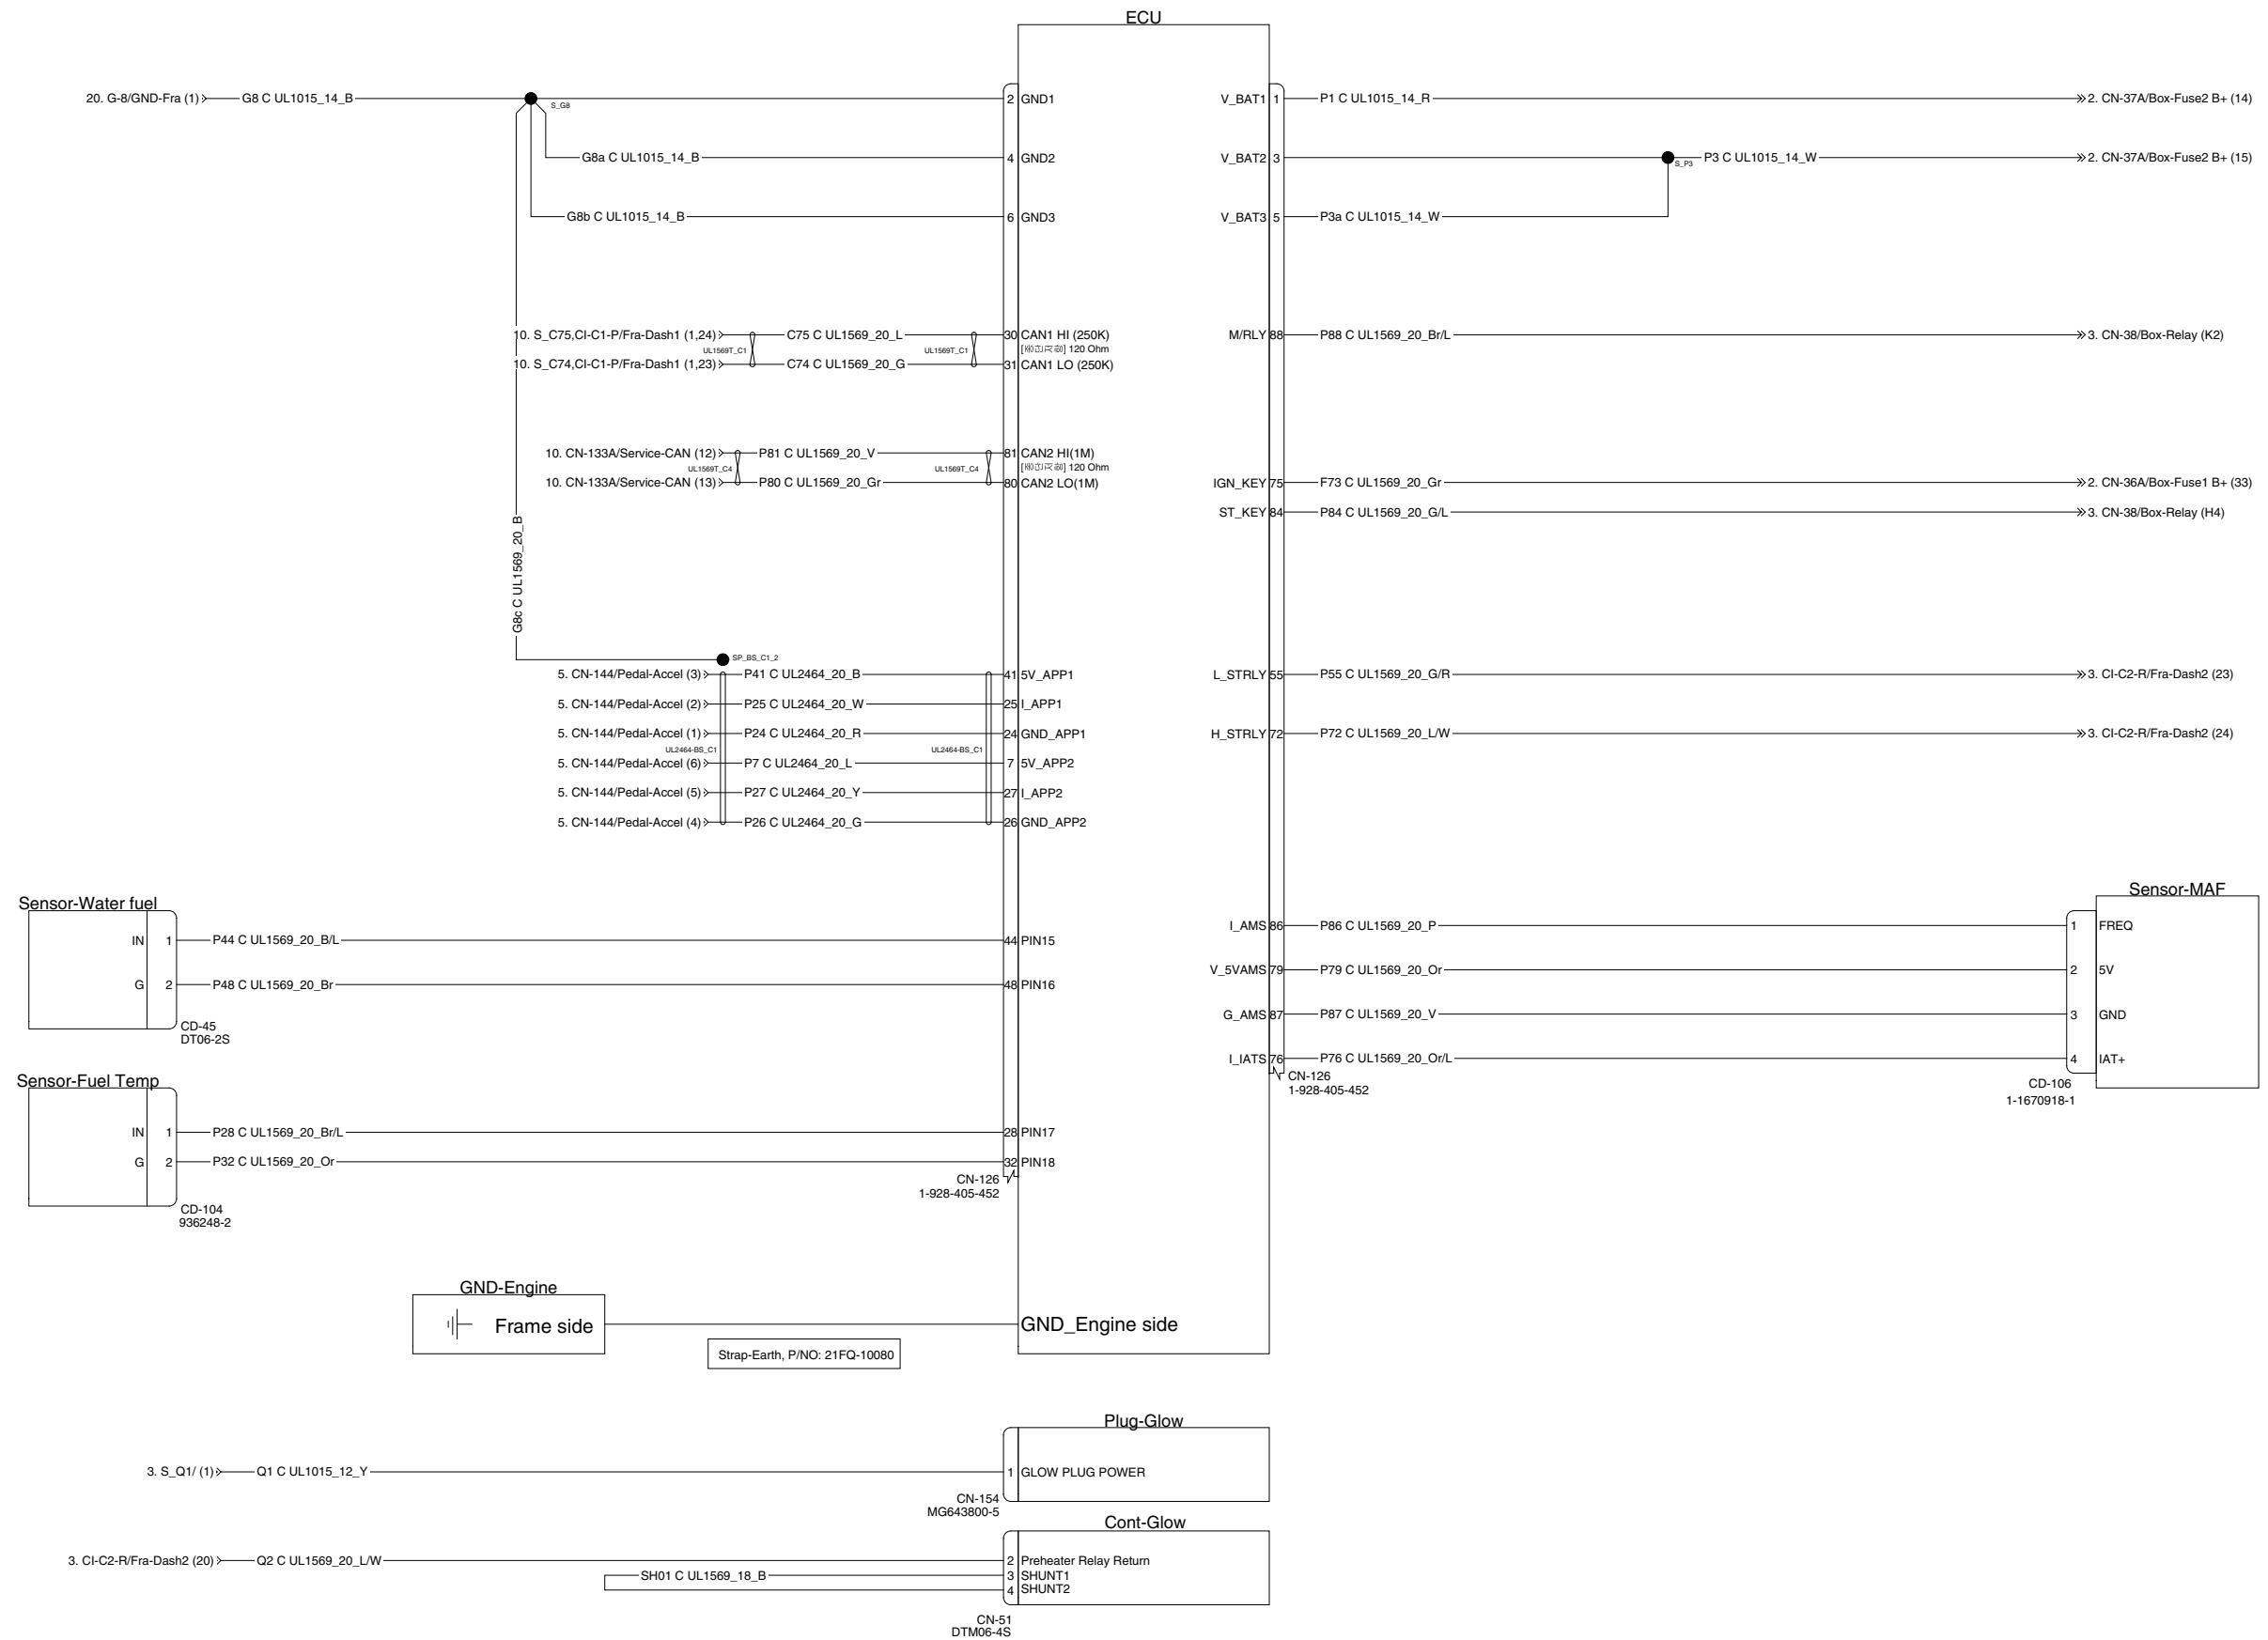 ECU
20. G-8/GND-Fra (1) G8 C UL1015_14_B S_G8 2 GND1
G8a C UL1015_14_B 4 GND2
G8b C UL1015_14_B 6 GND3
V_BAT1 1 P1 C UL1015_14_R 2. CN-37A/Box-Fuse2 B+ (14)
V_BAT2 3 S_P3 P3 C UL1015_14_W 2. CN-37A/Box-Fuse2 B+ (15)
V_BAT3 5 P3a C UL1015_14_W
10. S_C75,CI-C1-P/Fra-Dash1 (1,24) C75 C UL1569_20_L 30 CAN1 HI (250K)
UL1569T_C1 UL1569T_C1 120 Ohm
10. S_C74,CI-C1-P/Fra-Dash1 (1,23) C74 C UL1569_20_G 31 CAN1 LO (250K)
M/RLY 88 P88 C UL1569_20_Br/L 3. CN-38/Box-Relay (K2)
10. CN-133A/Service-CAN (12) P81 C UL1569_20_V 81 CAN2 HI(1M)
UL1569T_C4 UL1569T_C4 120 Ohm
10. CN-133A/Service-CAN (13) P80 C UL1569_20_Gr 80 CAN2 LO(1M)
IGN_KEY 75 F73 C UL1569_20_Gr 2. CN-36A/Box-Fuse1 B+ (33)
ST_KEY 84 P84 C UL1569_20_G/L 3. CN-38/Box-Relay (H4)
G8c C UL1569_20_B
SP_BS_C1_2
5. CN-144/Pedal-Accel (3) P41 C UL2464_20_B 41 5V_APP1
5. CN-144/Pedal-Accel (2) P25 C UL2464_20_W 25 I_APP1
5. CN-144/Pedal-Accel (1) P24 C UL2464_20_R 24 GND_APP1
UL2464-BS_C1 UL2464-BS_C1
5. CN-144/Pedal-Accel (6) P7 C UL2464_20_L 7 5V_APP2
5. CN-144/Pedal-Accel (5) P27 C UL2464_20_Y 27 I_APP2
5. CN-144/Pedal-Accel (4) P26 C UL2464_20_G 26 GND_APP2
L_STRLY 55 P55 C UL1569_20_G/R 3. CI-C2-R/Fra-Dash2 (23)
H_STRLY 72 P72 C UL1569_20_L/W 3. CI-C2-R/Fra-Dash2 (24)
Sensor-Water fuel
IN 1 P44 C UL1569_20_B/L 44 PIN15
G 2 P48 C UL1569_20_Br 48 PIN16
CD-45
DT06-2S
Sensor-MAF
I_AMS 86 P86 C UL1569_20_P 1 FREQ
V_5VAMS 79 P79 C UL1569_20_Or 2 5V
G_AMS 87 P87 C UL1569_20_V 3 GND
I_IATS 76 P76 C UL1569_20_Or/L 4 IAT+
CN-126
1-928-405-452
CD-106
1-1670918-1
Sensor-Fuel Temp
IN 1 P28 C UL1569_20_Br/L 28 PIN17
G 2 P32 C UL1569_20_Or 32 PIN18
CD-104
936248-2
CN-126
1-928-405-452
GND-Engine
Frame side GND_Engine side
Strap-Earth, P/NO: 21FQ-10080
Plug-Glow
3. S_Q1/ (1) Q1 C UL1015_12_Y 1 GLOW PLUG POWER
CN-154
MG643800-5
Cont-Glow
3. CI-C2-R/Fra-Dash2 (20) Q2 C UL1569_20_L/W 2 Preheater Relay Return
SH01 C UL1569_18_B 3 SHUNT1
4 SHUNT2
CN-51
DTM06-4S